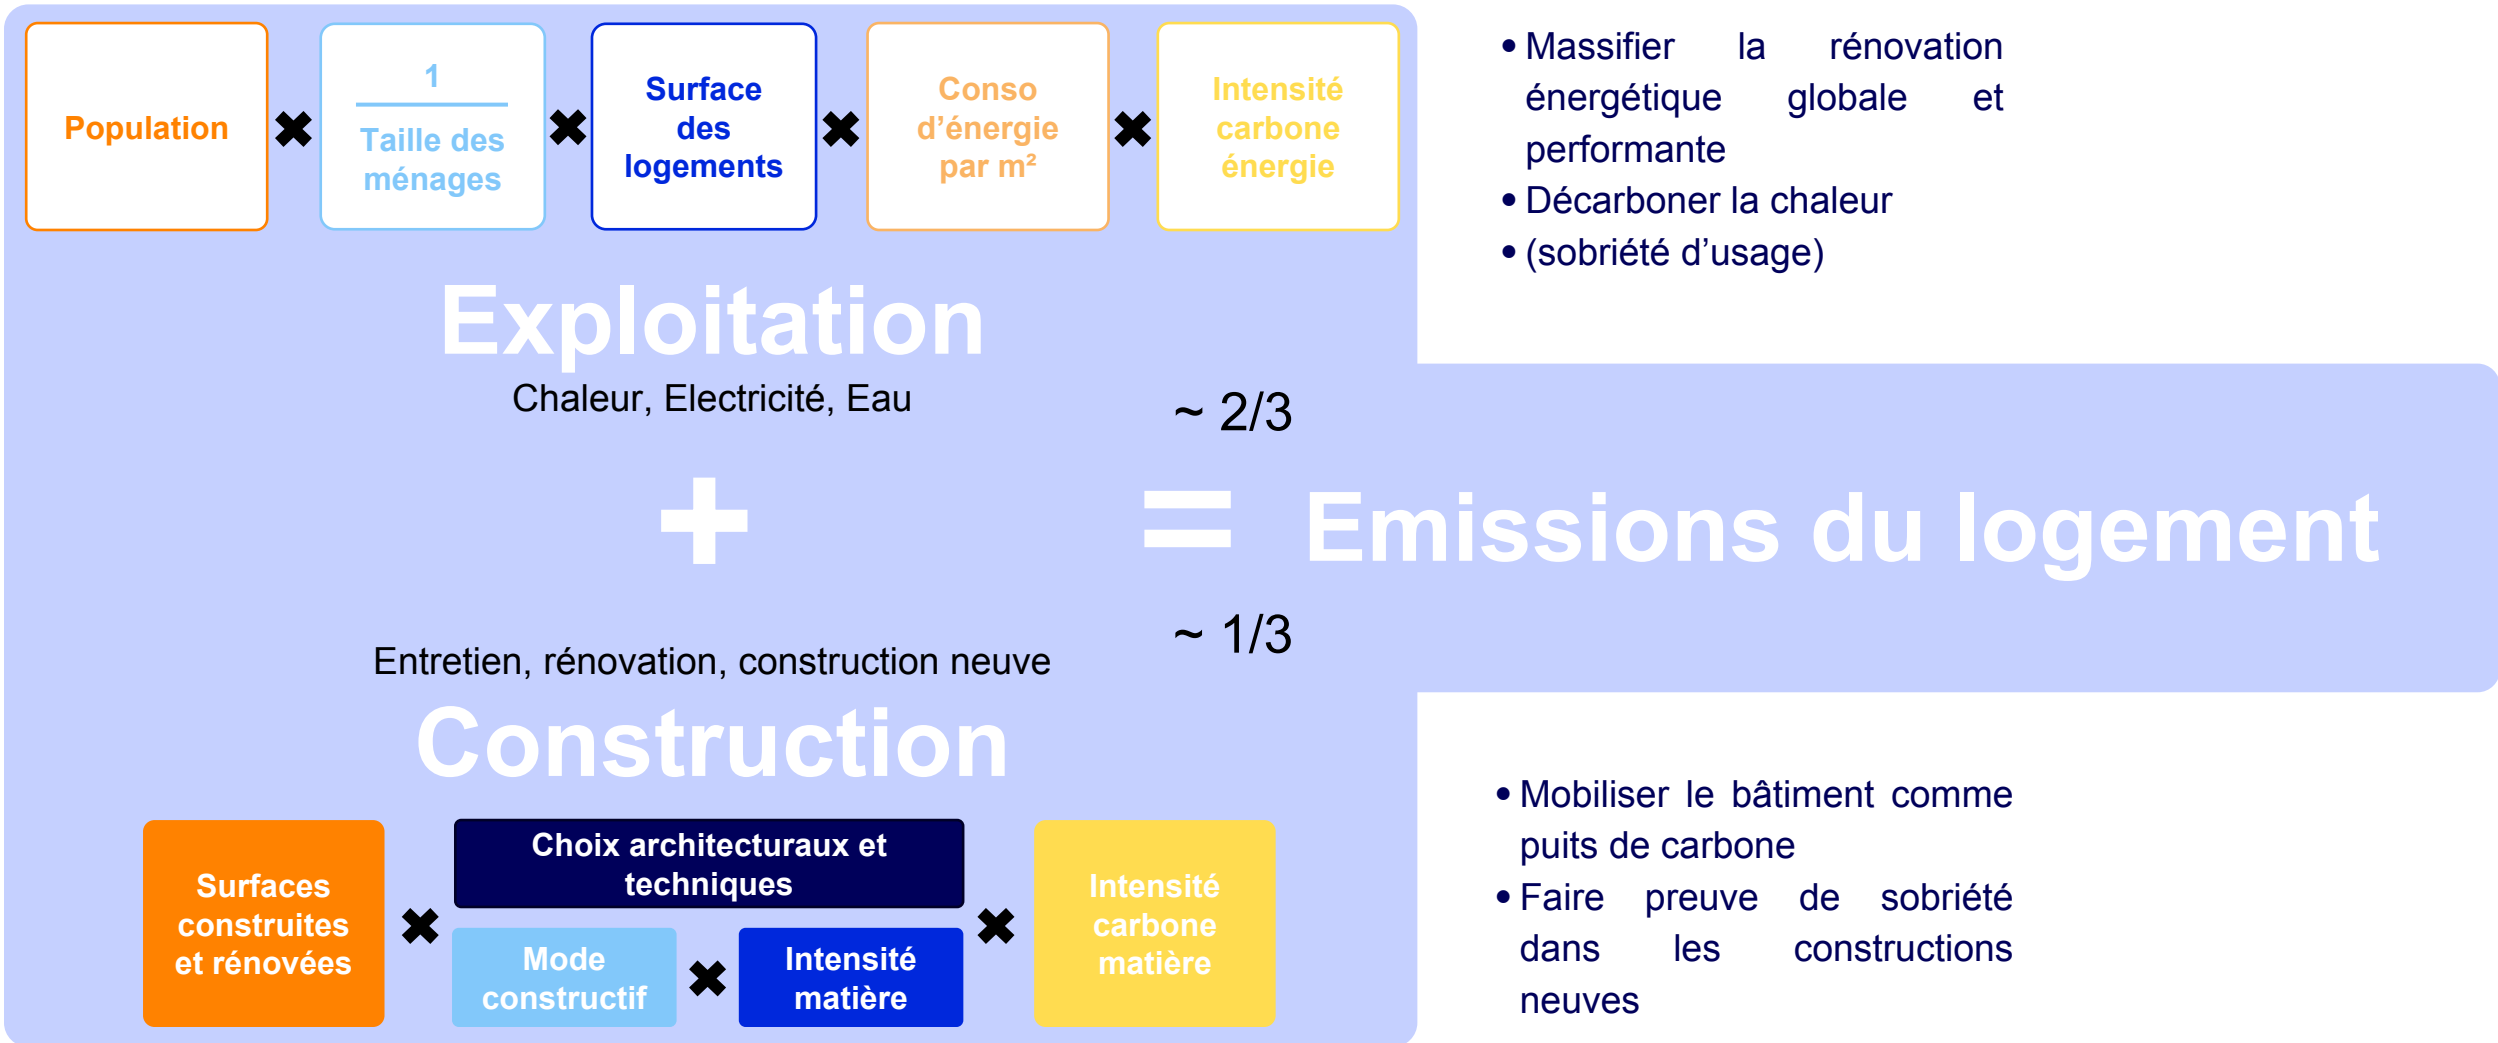 Population
✖
1
Taille des
ménages
✖
Surface
des
logements
✖
Conso
d’énergie
par m²
✖
Intensité
carbone
énergie
• Massifier la rénovation
énergétique globale et
performante
• Décarboner la chaleur
• (sobriété d’usage)
Exploitation
Chaleur, Electricité, Eau
~ 2/3
+
=
Emissions du logement
~ 1/3
Entretien, rénovation, construction neuve
Construction
Surfaces
construites
et rénovées
✖
Choix architecturaux et
techniques
Mode
constructif
✖
Intensité
matière
✖
Intensité
carbone
matière
• Mobiliser le bâtiment comme
puits de carbone
• Faire preuve de sobriété
dans les constructions
neuves